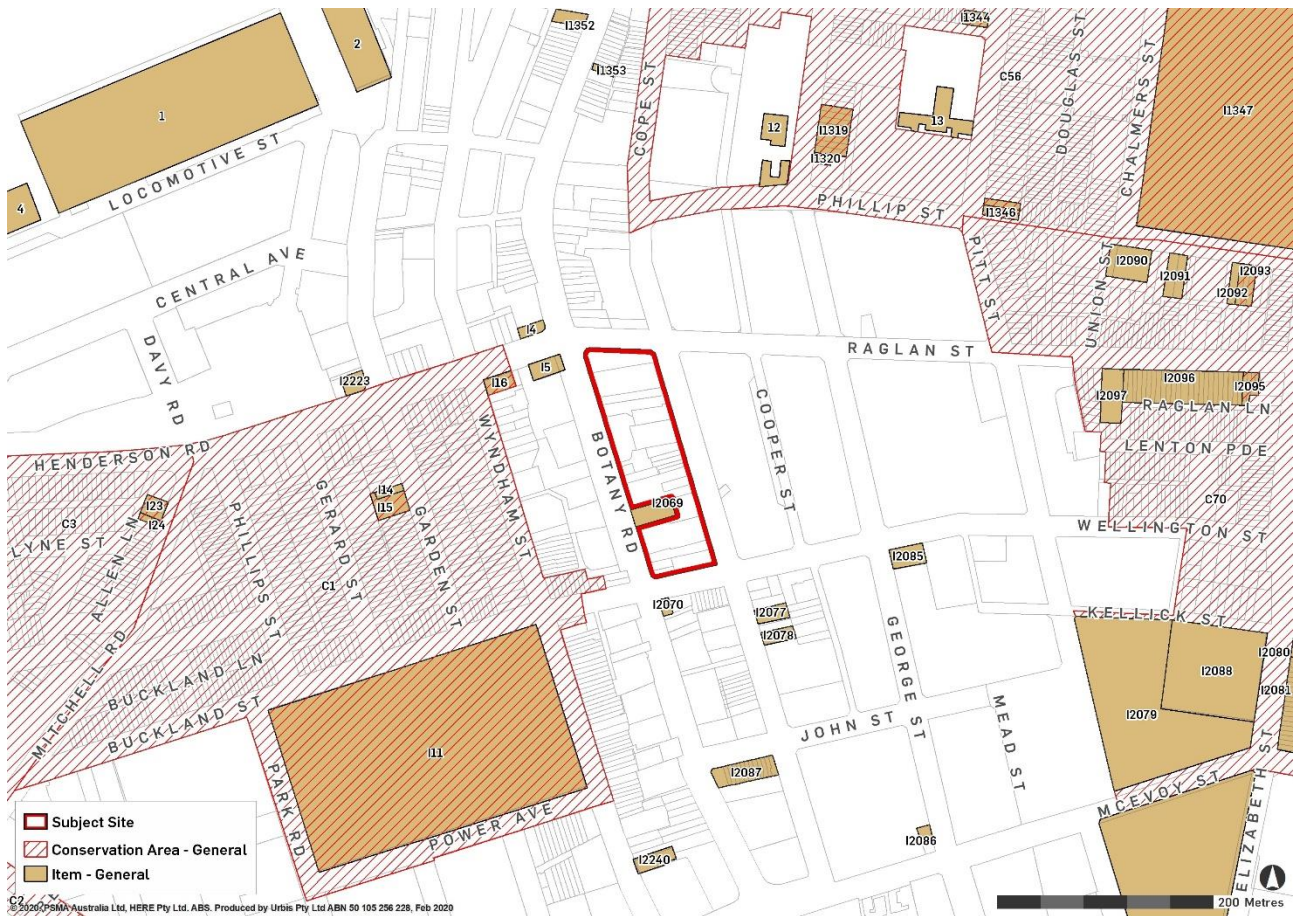 I1352
I1344
2
I1353
COPE ST
C56
DOUGLAS ST
CHALMERS ST
1
I1347
12
I1319
13
I1320
LOCOMOTIVE ST
4
PHILLIP ST
I1346
CENTRAL AVE
PITT ST
UNION ST
I2090
I2091
I2093
I2092
DAVY RD
I4
RAGLAN ST
I5
I16
I2223
I2096
I2095
I2097
RAGLAN LN
COOPER ST
WYNDHAM ST
BOTANY RD
LENTON PDE
HENDERSON RD
I14
I15
I23
I24
I2069
C70
C3
LYNE ST
ALLEN LN
PHILLIPS ST
GERARD ST
GARDEN ST
WELLINGTON ST
I2085
C1
I2070
I2077
I2078
KELLICK ST
GEORGE ST
I2080
I2088
I2081
MITCHELL RD
BUCKLAND LN
BUCKLAND ST
I2079
MEAD ST
JOHN ST
I11
I2087
PARK RD
POWER AVE
MCEVOY ST
ELIZABETH ST
I2086
I2240
Subject Site
Conservation Area - General
Item - General
C2
© 2020. PSMA Australia Ltd, HERE Pty Ltd. ABS. Produced by Urbis Pty Ltd ABN 50 105 256 228, Feb 2020
200 Metres